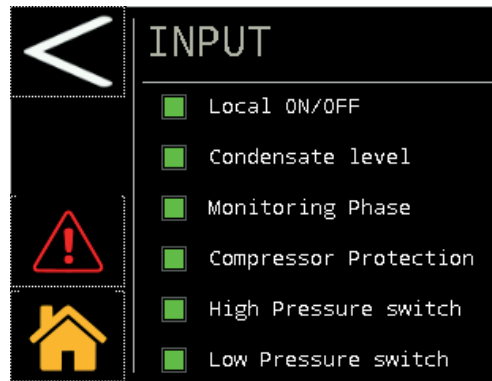 INPUT
Local ON/OFF
Condensate level
Monitoring Phase
Compressor Protection
High Pressure switch
Low Pressure switch